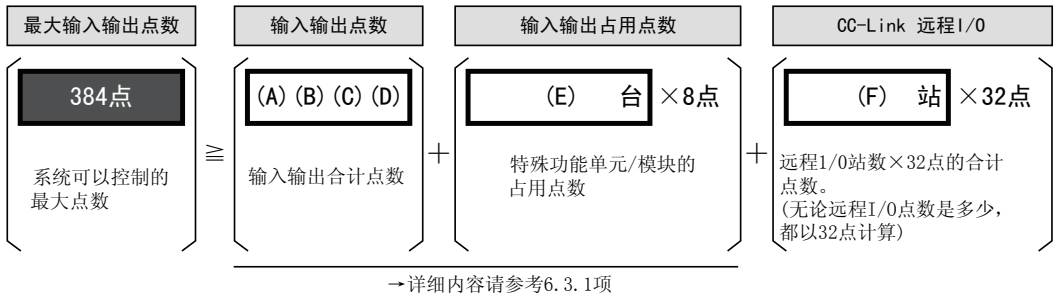 最大输入输出点数
输入输出点数
输入输出占用点数
CC-Link 远程I/O
384点
(A)(B)(C)(D)
(E) 台 ×8点
(F) 站 ×32点
≧
+
+
系统可以控制的
最大点数
输入输出合计点数
特殊功能单元/模块的
占用点数
远程1/0站数×32点的合计
点数。
(无论远程I/O点数是多少，
都以32点计算)
→详细内容请参考6.3.1项